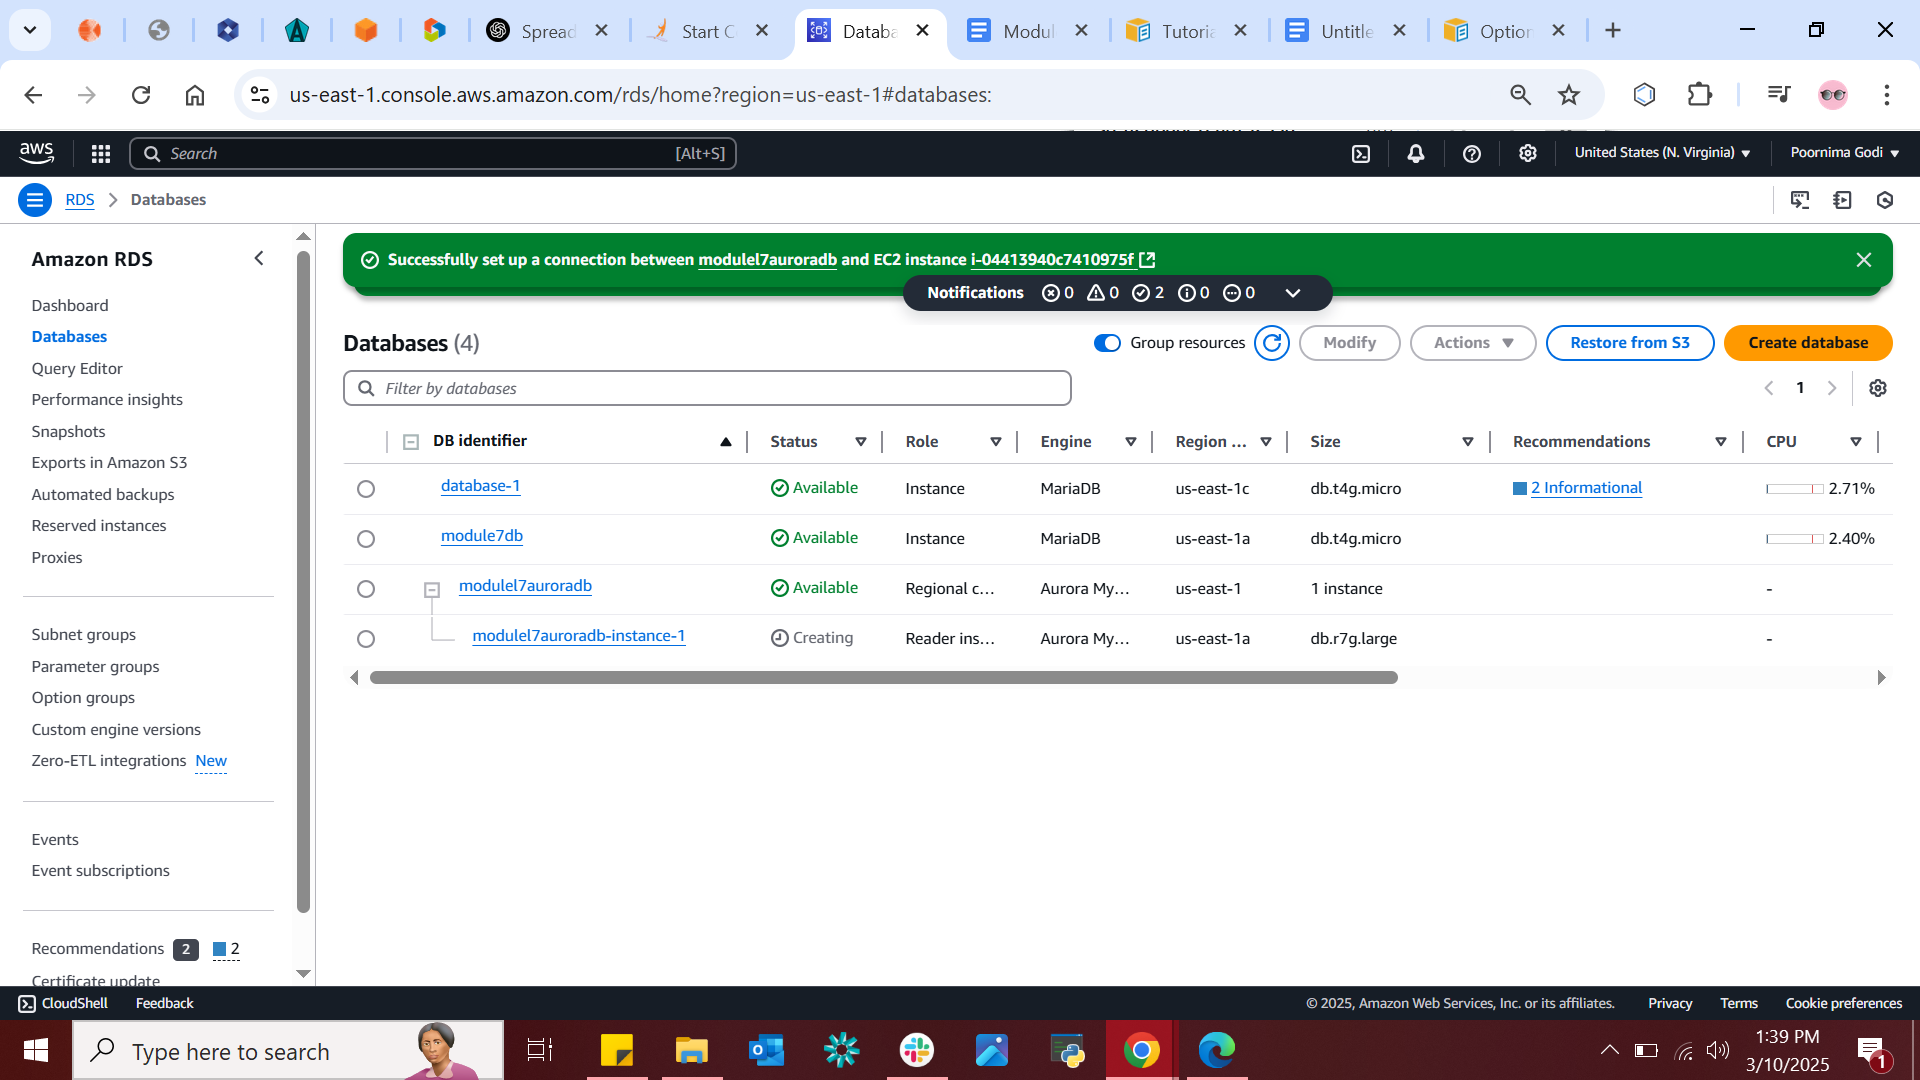 Spread
Start C
Databa
Modul
Tutoria
Untitle
Option
us-east-1.console.aws.amazon.com/rds/home?region=us-east-1#databases:
aws
Search [Alt+S]
United States (N. Virginia)
Poornima Godi
RDS > Databases
Amazon RDS
Dashboard
Databases
Query Editor
Performance insights
Snapshots
Exports in Amazon S3
Automated backups
Reserved instances
Proxies
Subnet groups
Parameter groups
Option groups
Custom engine versions
Zero-ETL integrations New
Events
Event subscriptions
Recommendations 2 2
Certificate update
Successfully set up a connection between modulel7auroradb and EC2 instance i-04413940c7410975f
Notifications 0 0 2 0 0
Databases (4)
Group resources
Modify
Actions
Restore from S3
Create database
Filter by databases
1
DB identifier Status Role Engine Region ... Size Recommendations CPU
database-1 Available Instance MariaDB us-east-1c db.t4g.micro 2 Informational 2.71%
module7db Available Instance MariaDB us-east-1a db.t4g.micro 2.40%
modulel7auroradb Available Regional c... Aurora My... us-east-1 1 instance -
modulel7auroradb-instance-1 Creating Reader ins... Aurora My... us-east-1a db.r7g.large -
CloudShell Feedback © 2025, Amazon Web Services, Inc. or its affiliates. Privacy Terms Cookie preferences
Type here to search
1:39 PM
3/10/2025
1